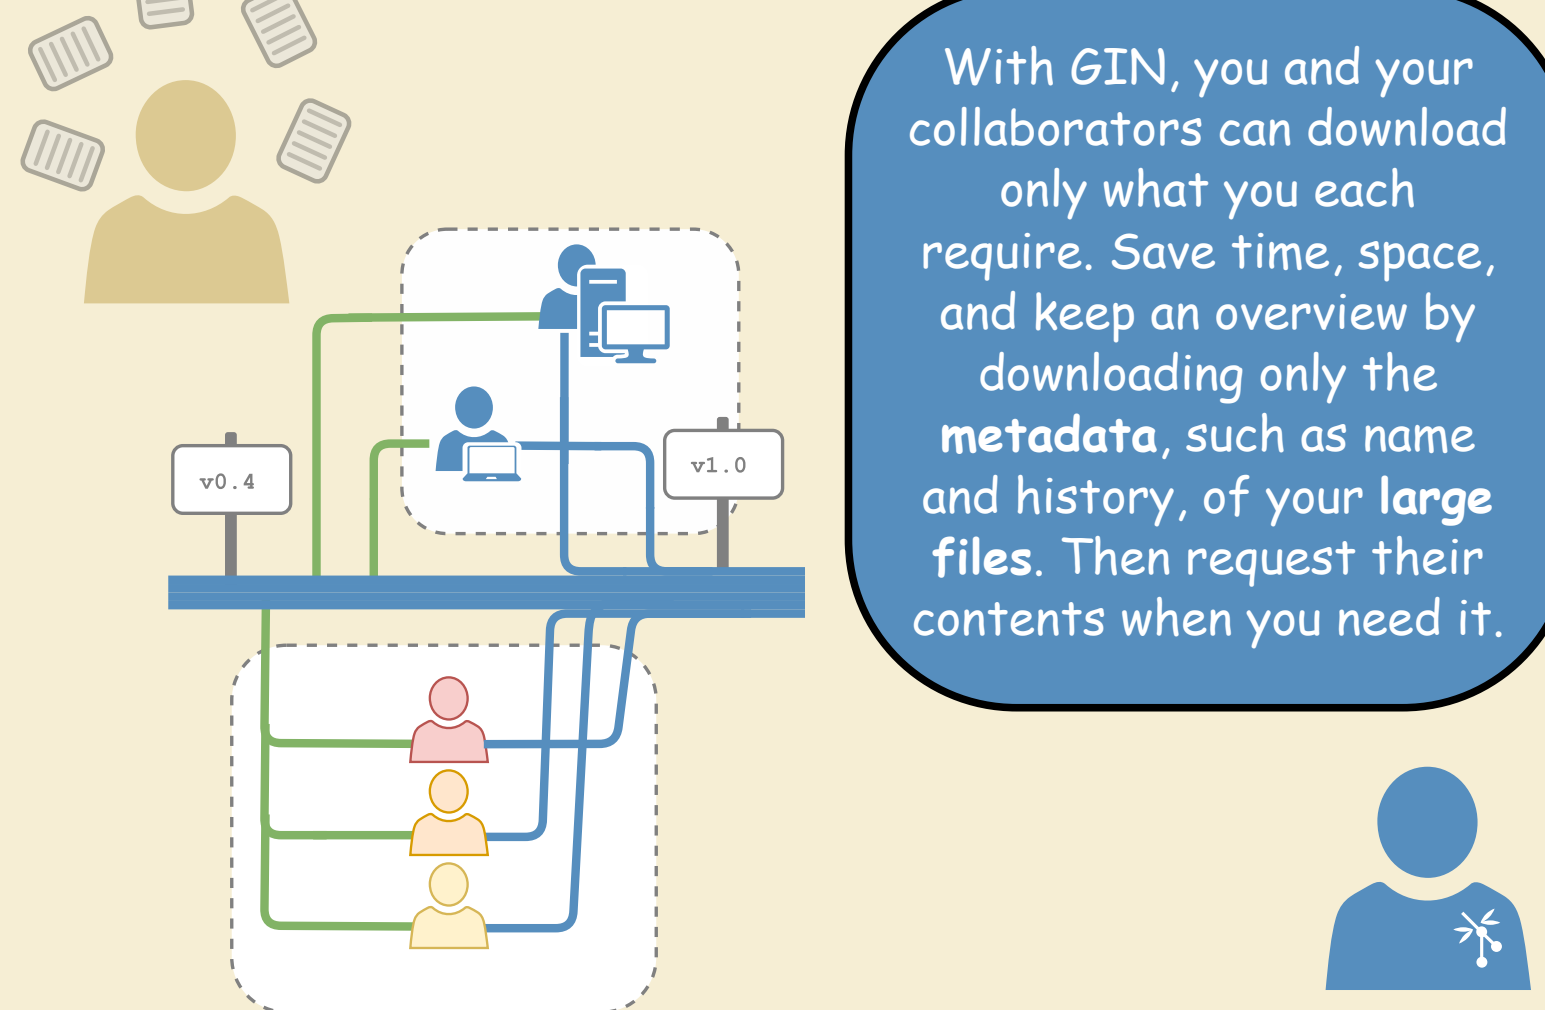 With GIN, you and your
collaborators can download
only what you each
require. Save time, space,
and keep an overview by
downloading only the
metadata, such as name
and history, of your large
files. Then request their
contents when you need it.
v0.4
v1.0